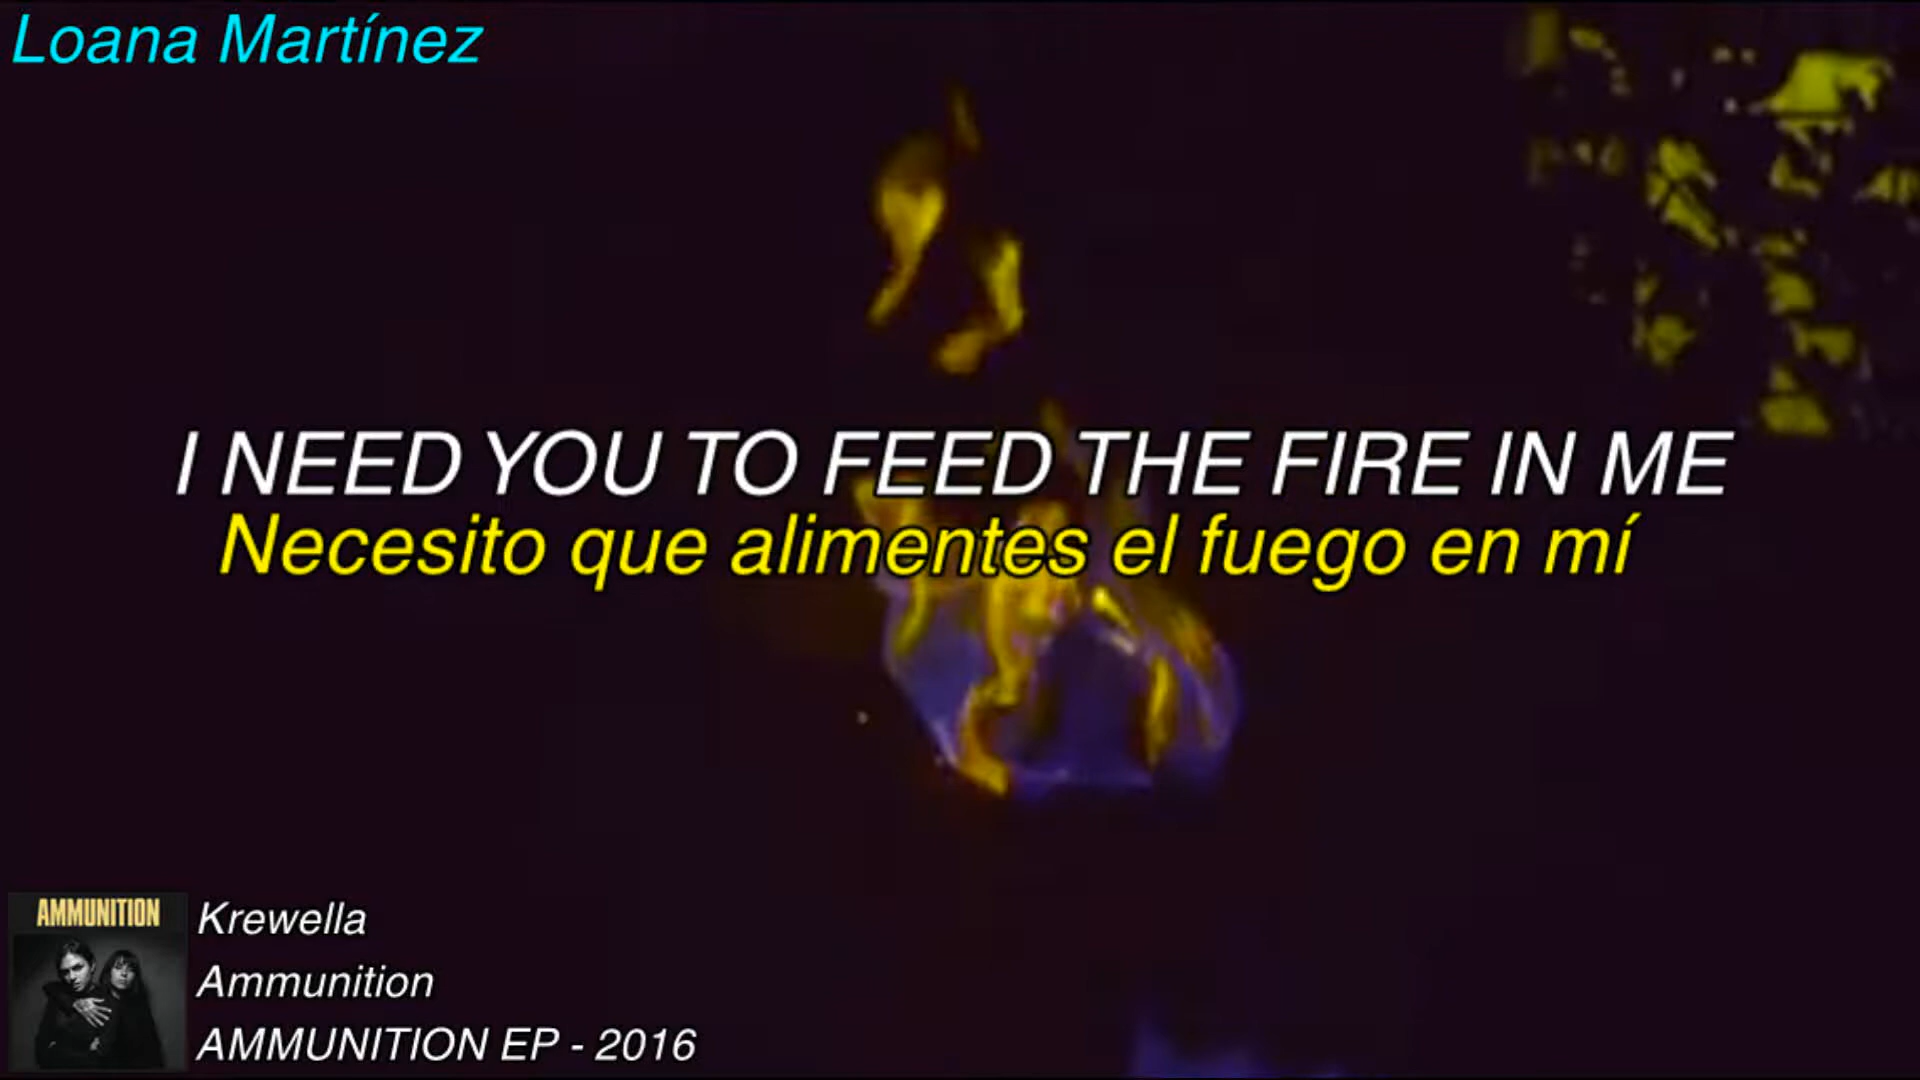 Loana Martínez
I NEED YOU TO FEED THE FIRE IN ME
Necesito que alimentes el fuego en mí
AMMUNITION
Krewella
Ammunition
AMMUNITION EP - 2016